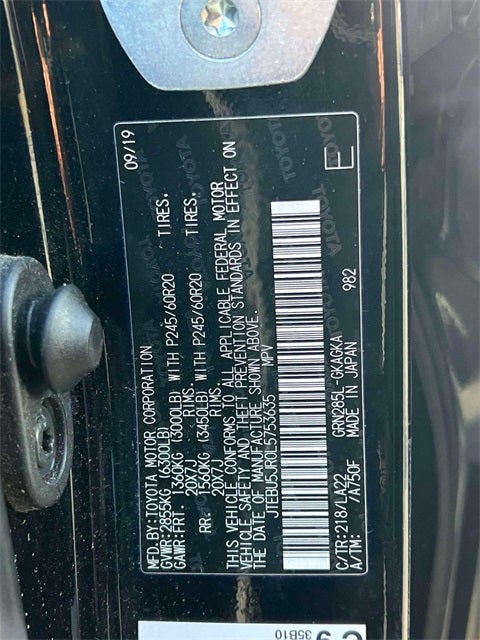 MFD.BY:TOYOTA MOTOR CORPORATION 09/19
GVWR:2855KG (6300LB)
GAWR:FRT. 1360KG (3000LB) WITH P245/60R20 TIRES.
20X7J RIMS.
RR. 1560KG (3450LB) WITH P245/60R20 TIRES.
20X7J RIMS.
THIS VEHICLE CONFORMS TO ALL APPLICABLE FEDERAL MOTOR
VEHICLE SAFETY AND THEFT PREVENTION STANDARDS IN EFFECT ON
THE DATE OF MANUFACTURE SHOWN ABOVE.
JTEBU5JR0L5753635 MPV
C/TR:218/LA22 GRN285L-GKAGKA
A/TM: /A750F MADE IN JAPAN 982
E
TOYOTA TOYOTA TOYOTA
35B10